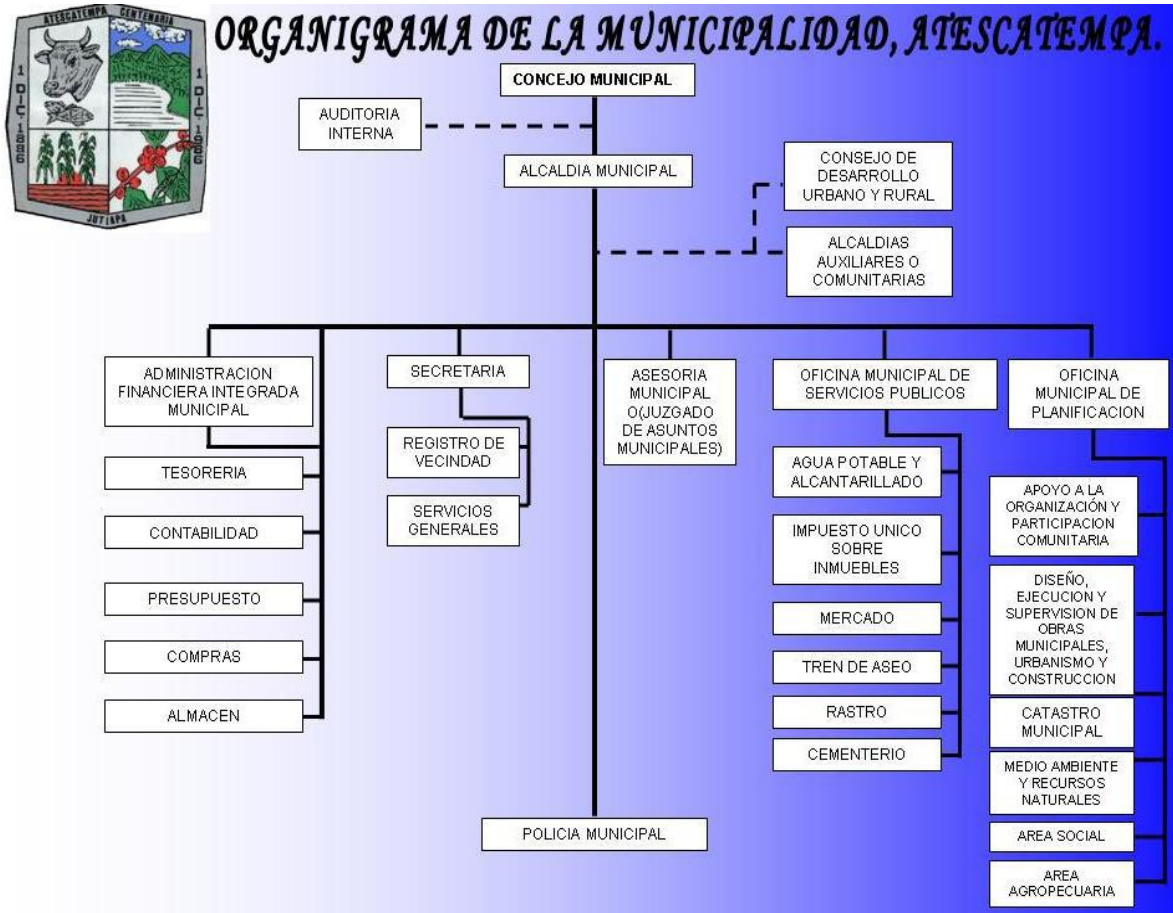 ATESCATEMPA CENTENARIA
1 DIC. 1886
1 DIC. 1986
JUTIAPA
ORGANIGRAMA DE LA MUNICIPALIDAD, ATESCATEMPA.
CONCEJO MUNICIPAL
AUDITORIA
INTERNA
ALCALDIA MUNICIPAL
CONSEJO DE
DESARROLLO
URBANO Y RURAL
ALCALDIAS
AUXILIARES O
COMUNITARIAS
ADMINISTRACION
FINANCIERA INTEGRADA
MUNICIPAL
TESORERIA
CONTABILIDAD
PRESUPUESTO
COMPRAS
ALMACEN
SECRETARIA
REGISTRO DE
VECINDAD
SERVICIOS
GENERALES
ASESORIA
MUNICIPAL
O(JUZGADO
DE ASUNTOS
MUNICIPALES)
OFICINA MUNICIPAL DE
SERVICIOS PUBLICOS
AGUA POTABLE Y
ALCANTARILLADO
IMPUESTO UNICO
SOBRE
INMUEBLES
MERCADO
TREN DE ASEO
RASTRO
CEMENTERIO
OFICINA
MUNICIPAL DE
PLANIFICACION
APOYO A LA
ORGANIZACIÓN Y
PARTICIPACION
COMUNITARIA
DISEÑO,
EJECUCION Y
SUPERVISION DE
OBRAS
MUNICIPALES,
URBANISMO Y
CONSTRUCCION
CATASTRO
MUNICIPAL
MEDIO AMBIENTE
Y RECURSOS
NATURALES
AREA SOCIAL
AREA
AGROPECUARIA
POLICIA MUNICIPAL